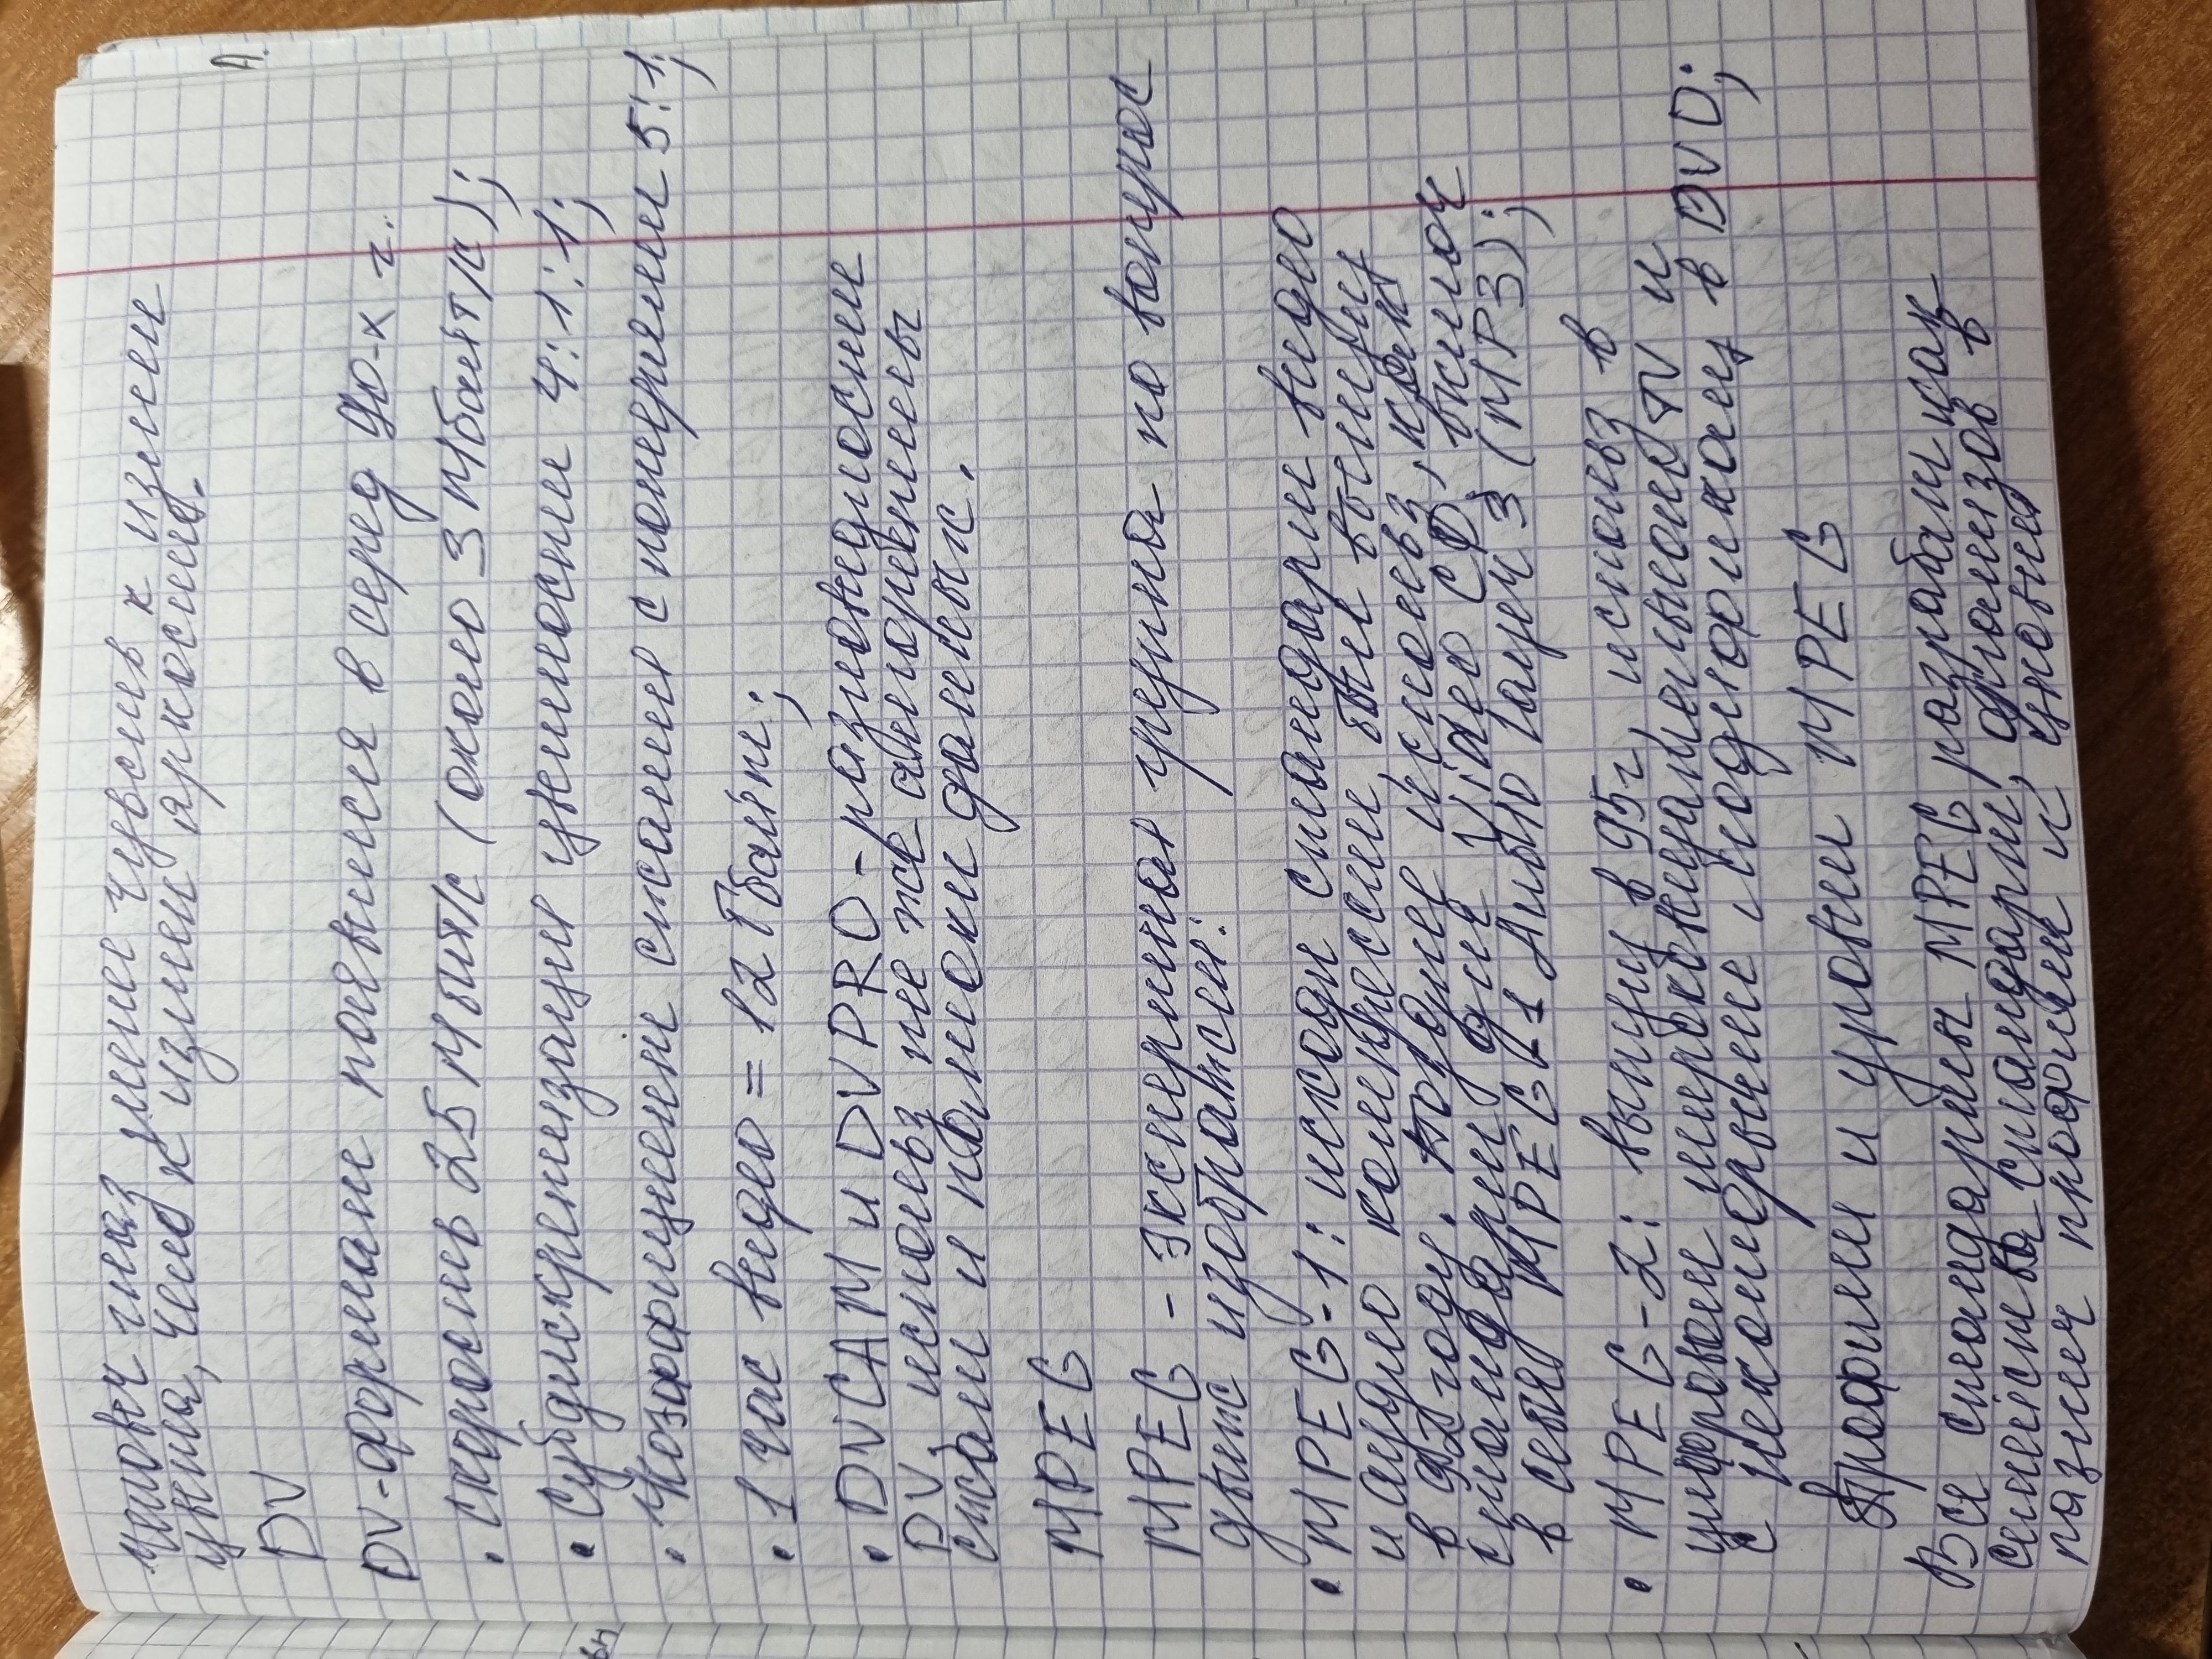 человеч глаз менее чувств к измен
цвета, чем к измен яркости.
DV
DV-формат появился в серед 90-х г.
• скорость 25 Мбит/с (около 3 Мбайт/с);
• Субдискретизация цветности 4:1:1;
• Коэффициент сжатия с потерями 5:1;
• 1 час видео = 12 Гбайт;
• DVCAM и DVPRO - разновидности
DV, использ те же алгоритмы
сжат и потоки данных.
MPEG
MPEG - экспертная группа по вопрос
движ изображен:
• MPEG-1: исходн стандарт видео
и аудио компрессии, был выпущ
в 92 году. Позднее использ, как
стандарт для Video CD, включ
в себя MPEG-1 Audio layer 3 (MP3);
• MPEG-2: выпущ в 95г, использ в
цифровом широковещательном TV и
с некоторыми модификац в DVD;
Профили и уровни MPEG
Все стандарты MPEG разработ как
семейства стандарт, организов в
различ профили и уровни
А.